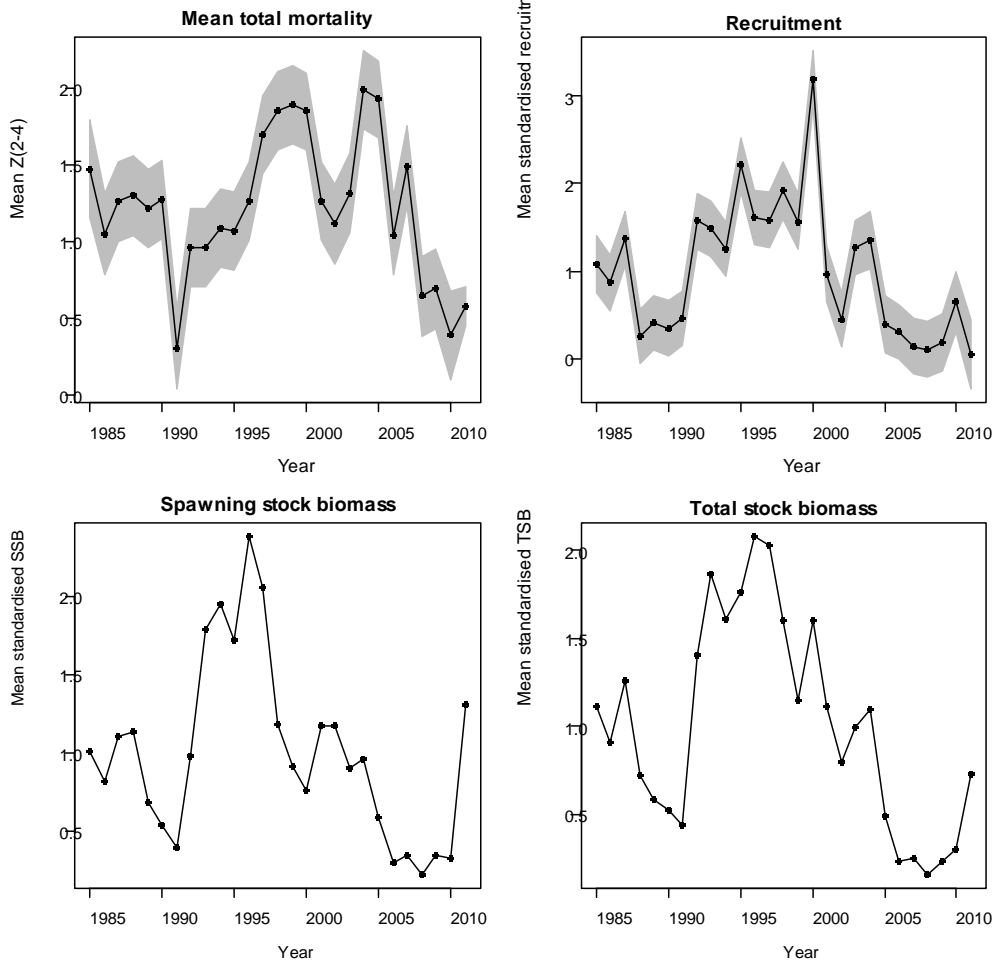 Mean total mortality
Mean Z(2-4)
2.0
1.5
1.0
0.5
0.0
1985 1990 1995 2000 2005 2010
Year
Recruitment
Mean standardised recruitm
3
2
1
0
1985 1990 1995 2000 2005 2010
Year
Spawning stock biomass
Mean standardised SSB
2.0
1.5
1.0
0.5
1985 1990 1995 2000 2005 2010
Year
Total stock biomass
Mean standardised TSB
2.0
1.5
1.0
0.5
1985 1990 1995 2000 2005 2010
Year